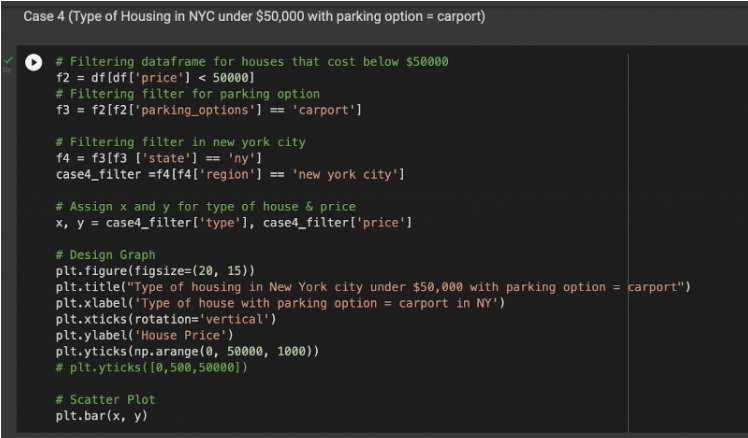 Case 4 (Type of Housing in NYC under $50,000 with parking option = carport)
# Filtering dataframe for houses that cost below $50000
f2 = df[df['price'] < 50000]
# Filtering filter for parking option
f3 = f2[f2['parking_options'] == 'carport']
# Filtering filter in new york city
f4 = f3[f3 ['state'] == 'ny']
case4_filter =f4[f4['region'] == 'new york city']
# Assign x and y for type of house & price
x, y = case4_filter['type'], case4_filter['price']
# Design Graph
plt.figure(figsize=(20, 15))
plt.title("Type of housing in New York city under $50,000 with parking option = carport")
plt.xlabel('Type of house with parking option = carport in NY')
plt.xticks(rotation='vertical')
plt.ylabel('House Price')
plt.yticks(np.arange(0, 50000, 1000))
# plt.yticks([0,500,50000])
# Scatter Plot
plt.bar(x, y)